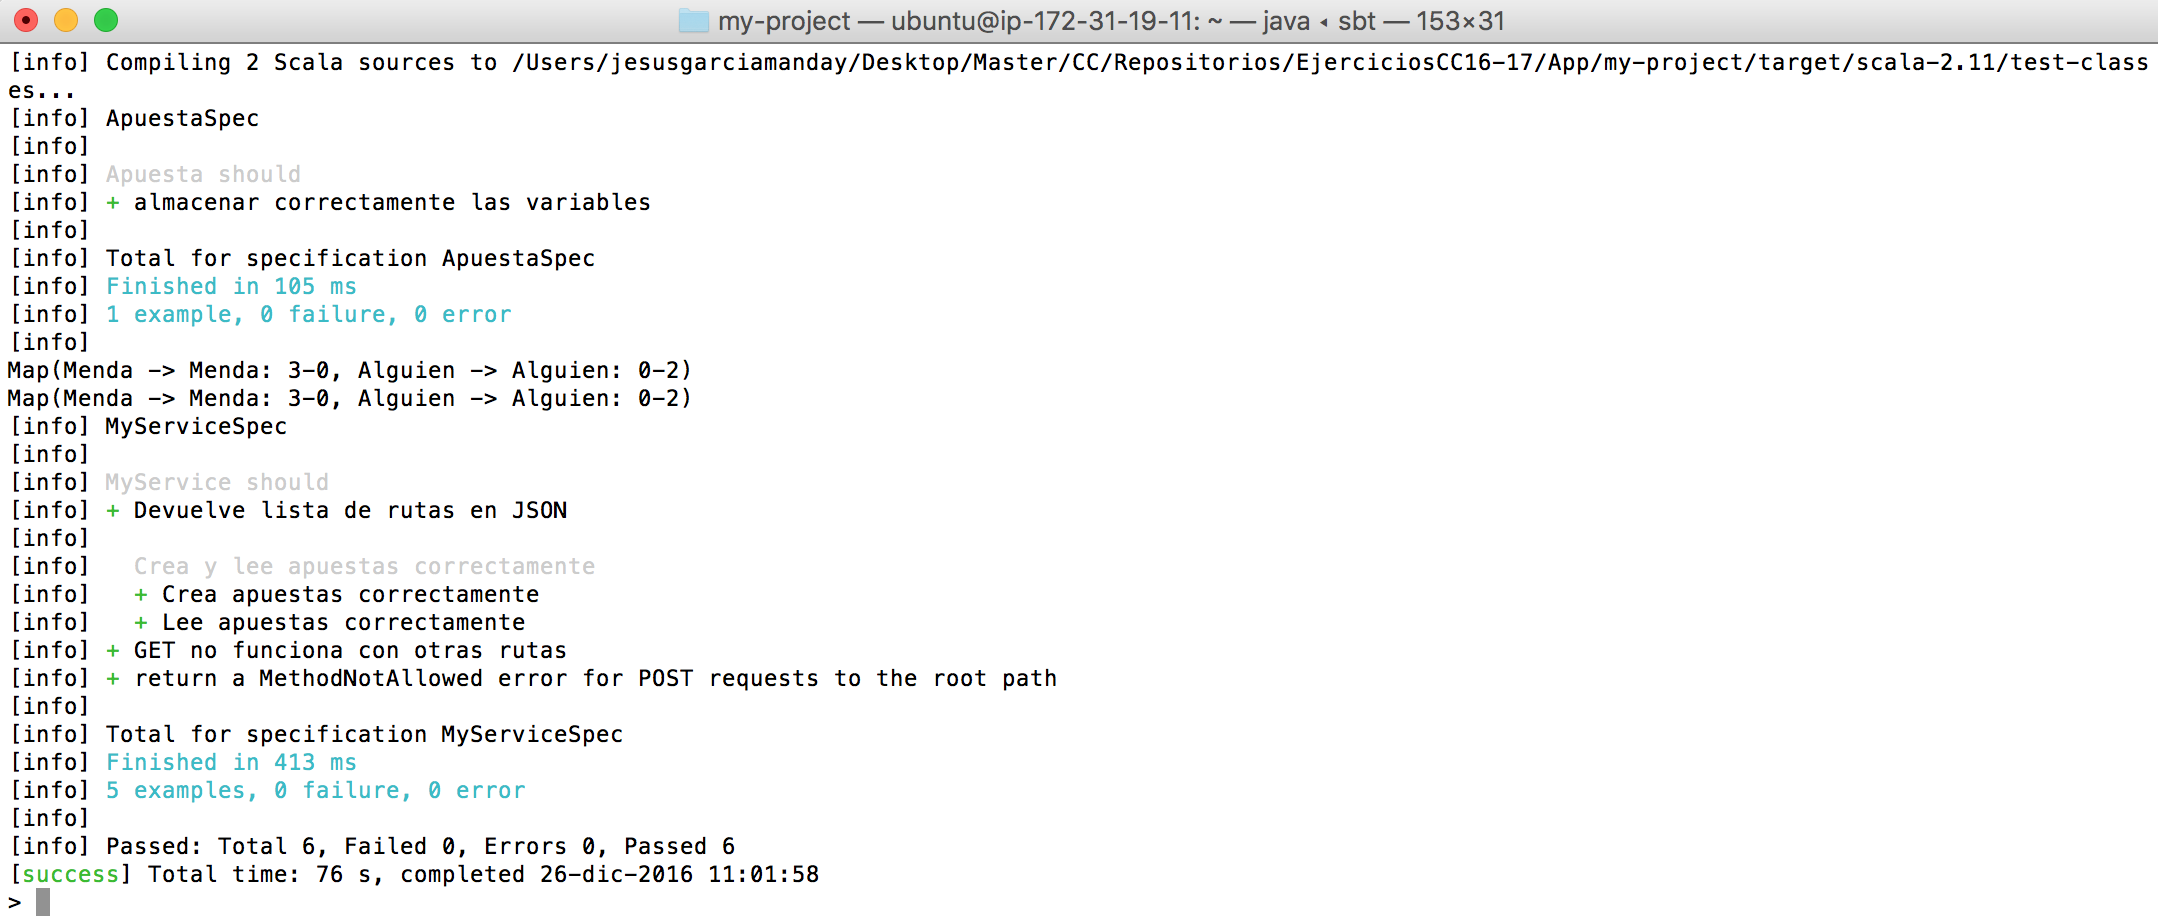 my-project — ubuntu@ip-172-31-19-11: ~ — java ◂ sbt — 153×31
[info] Compiling 2 Scala sources to /Users/jesusgarciamanday/Desktop/Master/CC/Repositorios/EjerciciosCC16-17/App/my-project/target/scala-2.11/test-class
es...
[info] ApuestaSpec
[info]
[info] Apuesta should
[info] + almacenar correctamente las variables
[info]
[info] Total for specification ApuestaSpec
[info] Finished in 105 ms
[info] 1 example, 0 failure, 0 error
[info]
Map(Menda -> Menda: 3-0, Alguien -> Alguien: 0-2)
Map(Menda -> Menda: 3-0, Alguien -> Alguien: 0-2)
[info] MyServiceSpec
[info]
[info] MyService should
[info] + Devuelve lista de rutas en JSON
[info]
[info]   Crea y lee apuestas correctamente
[info]   + Crea apuestas correctamente
[info]   + Lee apuestas correctamente
[info] + GET no funciona con otras rutas
[info] + return a MethodNotAllowed error for POST requests to the root path
[info]
[info] Total for specification MyServiceSpec
[info] Finished in 413 ms
[info] 5 examples, 0 failure, 0 error
[info]
[info] Passed: Total 6, Failed 0, Errors 0, Passed 6
[success] Total time: 76 s, completed 26-dic-2016 11:01:58
>